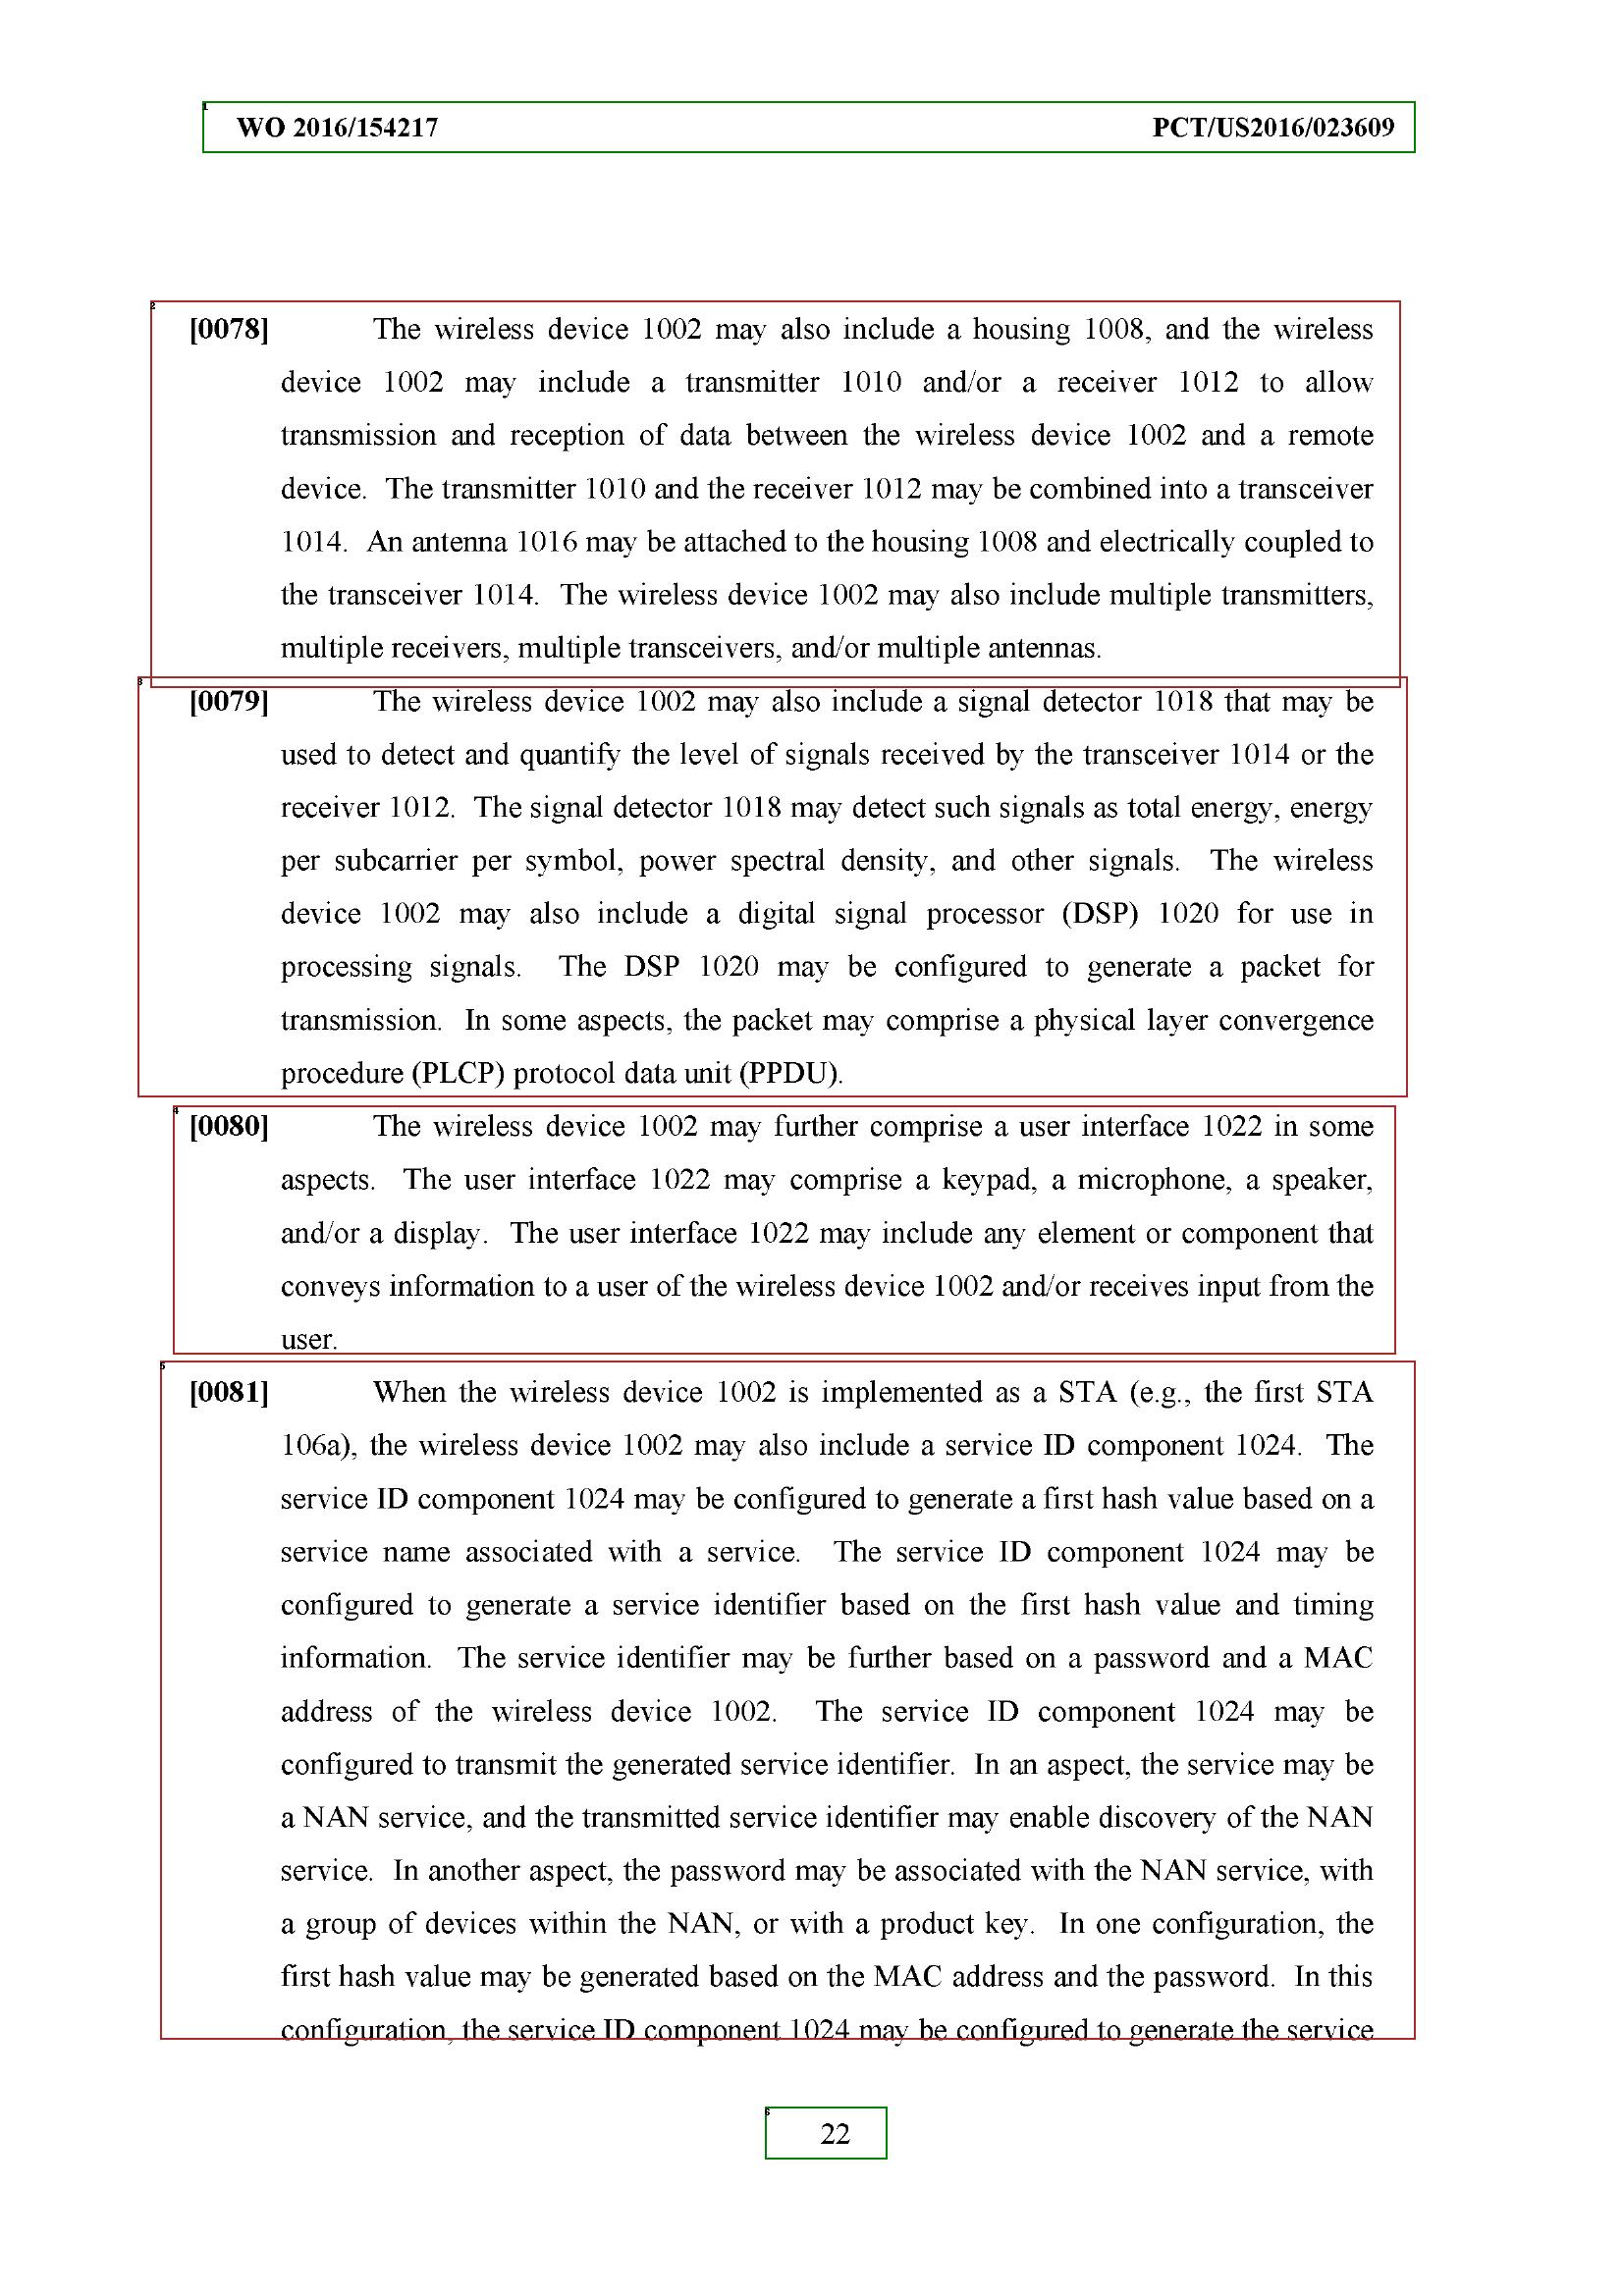 WO 2016/154217 PCT/US2016/023609
[0078] The wireless device 1002 may also include a housing 1008, and the wireless
device 1002 may include a transmitter 1010 and/or a receiver 1012 to allow
transmission and reception of data between the wireless device 1002 and a remote
device. The transmitter 1010 and the receiver 1012 may be combined into a transceiver
1014. An antenna 1016 may be attached to the housing 1008 and electrically coupled to
the transceiver 1014. The wireless device 1002 may also include multiple transmitters,
multiple receivers, multiple transceivers, and/or multiple antennas.
[0079] The wireless device 1002 may also include a signal detector 1018 that may be
used to detect and quantify the level of signals received by the transceiver 1014 or the
receiver 1012. The signal detector 1018 may detect such signals as total energy, energy
per subcarrier per symbol, power spectral density, and other signals. The wireless
device 1002 may also include a digital signal processor (DSP) 1020 for use in
processing signals. The DSP 1020 may be configured to generate a packet for
transmission. In some aspects, the packet may comprise a physical layer convergence
procedure (PLCP) protocol data unit (PPDU).
[0080] The wireless device 1002 may further comprise a user interface 1022 in some
aspects. The user interface 1022 may comprise a keypad, a microphone, a speaker,
and/or a display. The user interface 1022 may include any element or component that
conveys information to a user of the wireless device 1002 and/or receives input from the
user.
[0081] When the wireless device 1002 is implemented as a STA (e.g., the first STA
106a), the wireless device 1002 may also include a service ID component 1024. The
service ID component 1024 may be configured to generate a first hash value based on a
service name associated with a service. The service ID component 1024 may be
configured to generate a service identifier based on the first hash value and timing
information. The service identifier may be further based on a password and a MAC
address of the wireless device 1002. The service ID component 1024 may be
configured to transmit the generated service identifier. In an aspect, the service may be
a NAN service, and the transmitted service identifier may enable discovery of the NAN
service. In another aspect, the password may be associated with the NAN service, with
a group of devices within the NAN, or with a product key. In one configuration, the
first hash value may be generated based on the MAC address and the password. In this
configuration, the service ID component 1024 may be configured to generate the service
22